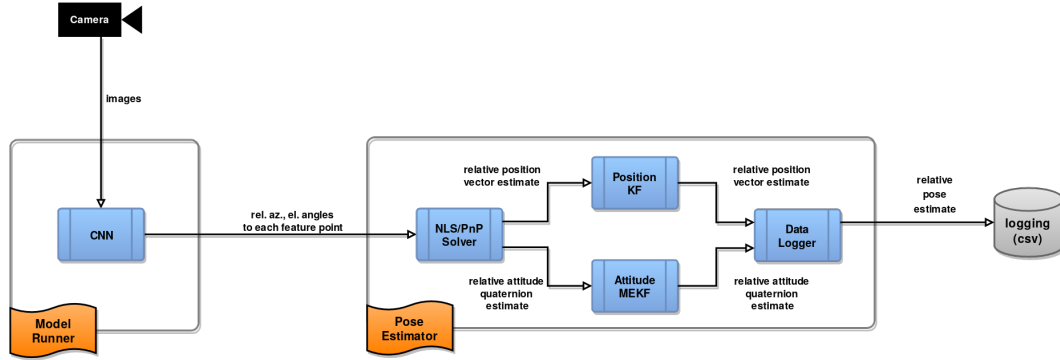 Camera
images
CNN
Model
Runner
rel. az., el. angles
to each feature point
NLS/PnP
Solver
relative position
vector estimate
relative attitude
quaternion
estimate
Position
KF
Attitude
MEKF
relative position
vector estimate
relative attitude
quaternion
estimate
Data
Logger
Pose
Estimator
relative
pose
estimate
logging
(csv)